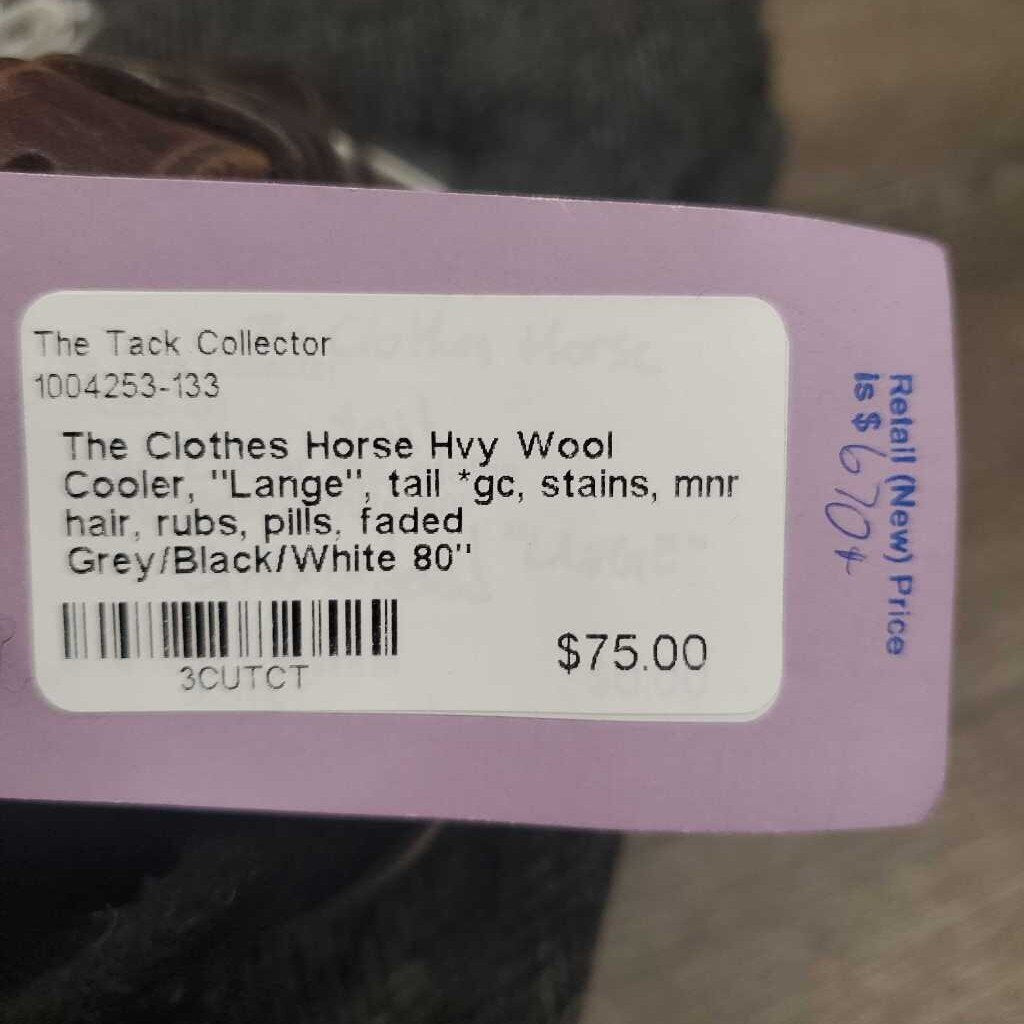 The Tack Collector
1004253-133
The Clothes Horse Hvy Wool
Cooler, "Lange", tail *gc, stains, mnr
hair, rubs, pills, faded
Grey/Black/White 80"
3CUTCT
$75.00
Retail (New) Price
is $